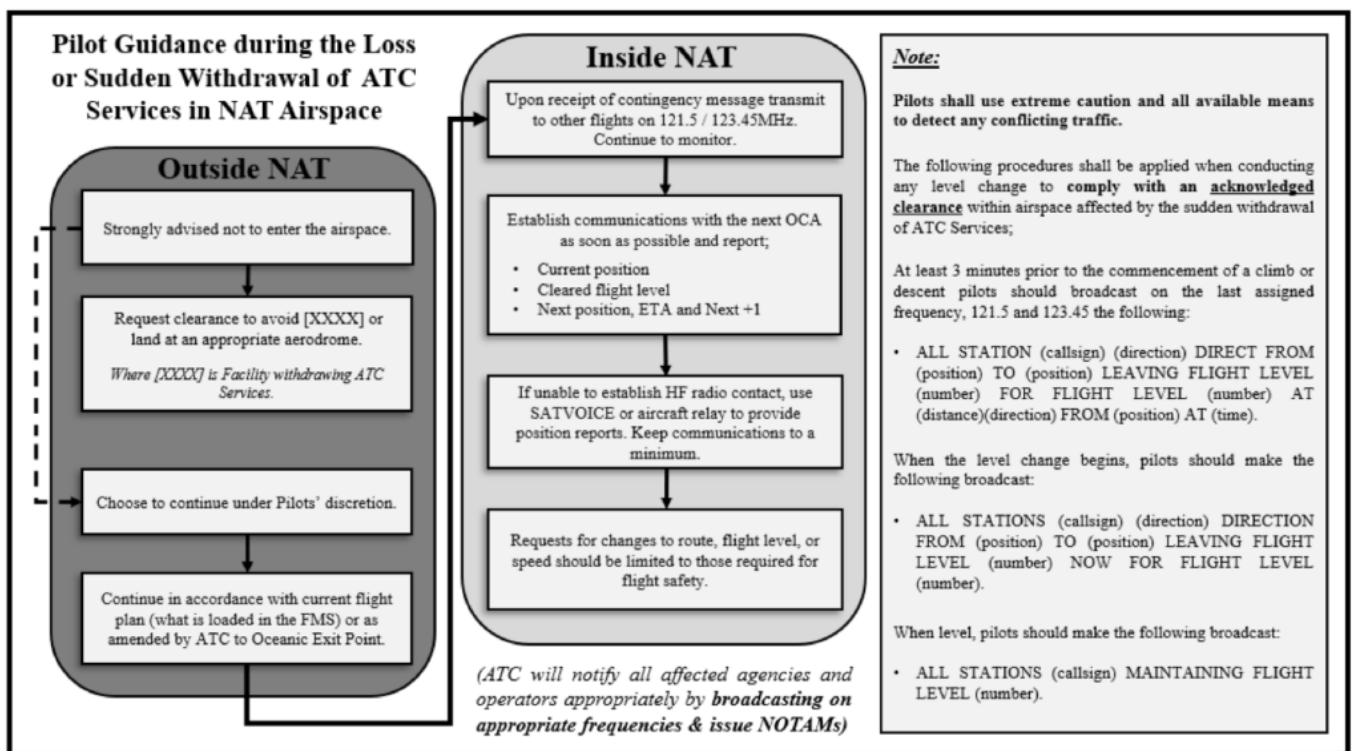 Pilot Guidance during the Loss
or Sudden Withdrawal of ATC
Services in NAT Airspace
Outside NAT
Strongly advised not to enter the airspace.
Request clearance to avoid [XXXX] or
land at an appropriate aerodrome.
Where [XXXX] is Facility withdrawing ATC
Services.
Choose to continue under Pilots’ discretion.
Continue in accordance with current flight
plan (what is loaded in the FMS) or as
amended by ATC to Oceanic Exit Point.
Inside NAT
Upon receipt of contingency message transmit
to other flights on 121.5 / 123.45MHz.
Continue to monitor.
Establish communications with the next OCA
as soon as possible and report;
• Current position
• Cleared flight level
• Next position, ETA and Next +1
If unable to establish HF radio contact, use
SATVOICE or aircraft relay to provide
position reports. Keep communications to a
minimum.
Requests for changes to route, flight level, or
speed should be limited to those required for
flight safety.
(ATC will notify all affected agencies and
operators appropriately by broadcasting on
appropriate frequencies & issue NOTAMs)
Note:
Pilots shall use extreme caution and all available means
to detect any conflicting traffic.
The following procedures shall be applied when conducting
any level change to comply with an acknowledged
clearance within airspace affected by the sudden withdrawal
of ATC Services;
At least 3 minutes prior to the commencement of a climb or
descent pilots should broadcast on the last assigned
frequency, 121.5 and 123.45 the following:
• ALL STATION (callsign) (direction) DIRECT FROM
(position) TO (position) LEAVING FLIGHT LEVEL
(number) FOR FLIGHT LEVEL (number) AT
(distance)(direction) FROM (position) AT (time).
When the level change begins, pilots should make the
following broadcast:
• ALL STATIONS (callsign) (direction) DIRECTION
FROM (position) TO (position) LEAVING FLIGHT
LEVEL (number) NOW FOR FLIGHT LEVEL
(number).
When level, pilots should make the following broadcast:
• ALL STATIONS (callsign) MAINTAINING FLIGHT
LEVEL (number).